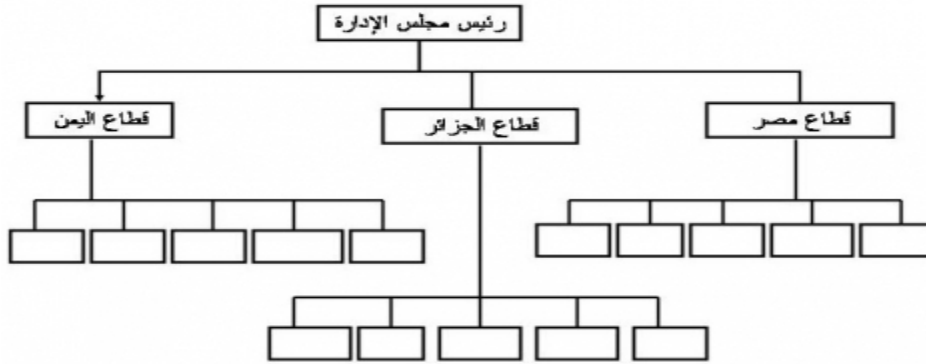 رئيس مجلس الإدارة
قطاع مصر
قطاع الجزائر
قطاع اليمن